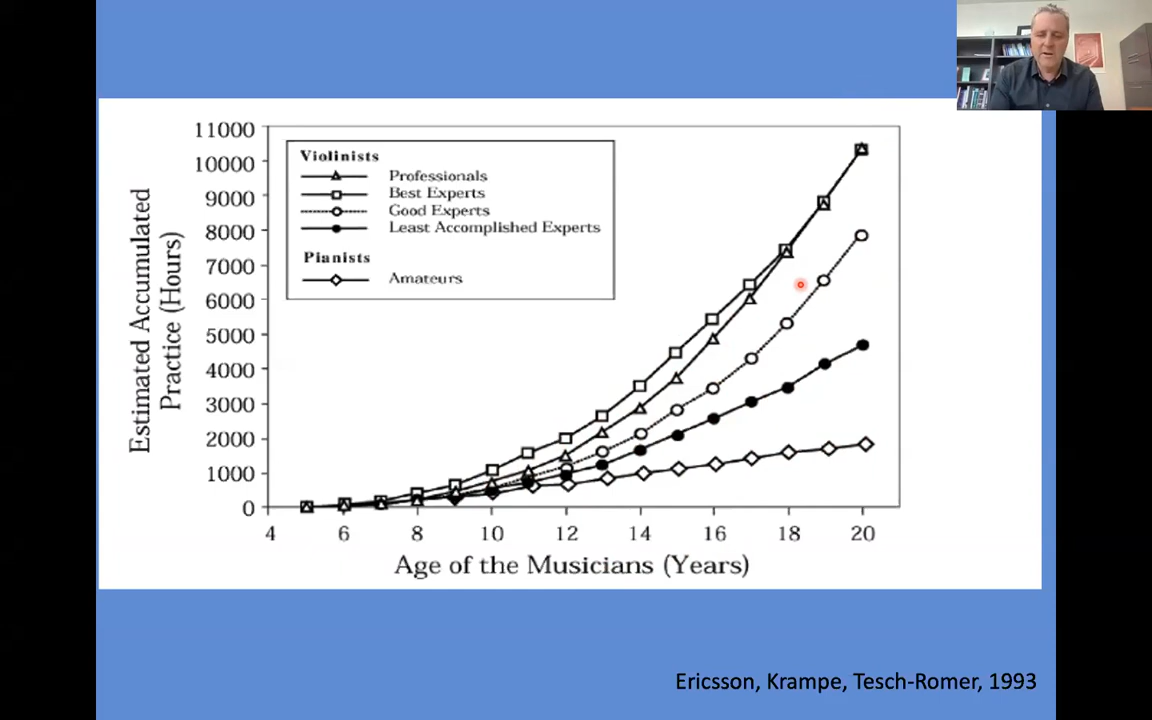 11000
10000
9000
8000
7000
6000
5000
4000
3000
2000
1000
0
Estimated Accumulated
Practice (Hours)
Violinists
Professionals
Best Experts
Good Experts
Least Accomplished Experts
Pianists
Amateurs
4 6 8 10 12 14 16 18 20
Age of the Musicians (Years)
Ericsson, Krampe, Tesch-Romer, 1993